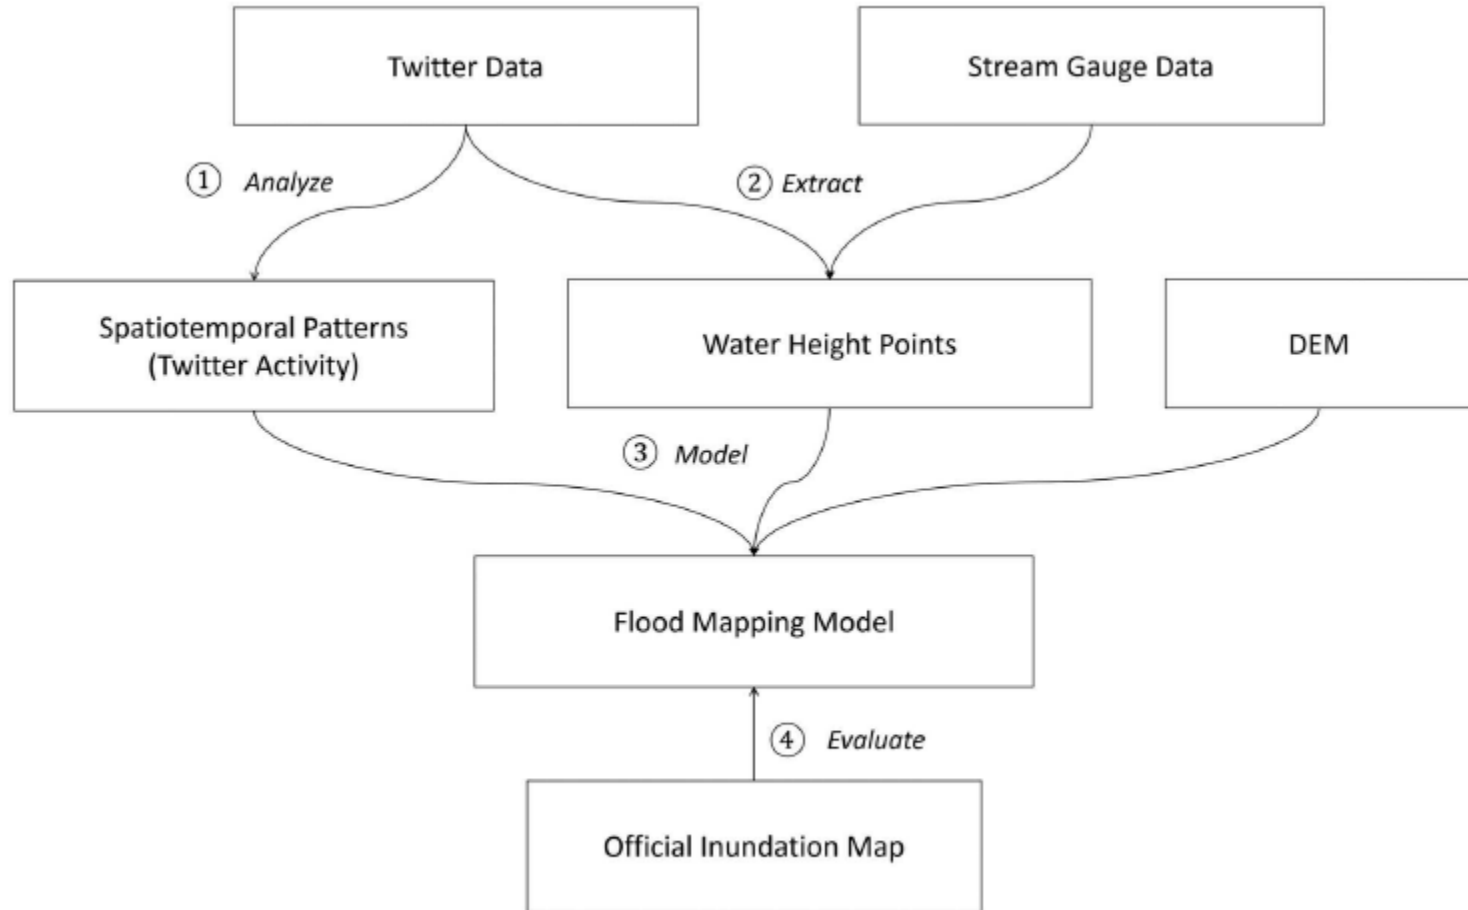 Twitter Data
Stream Gauge Data
① Analyze
② Extract
Spatiotemporal Patterns
(Twitter Activity)
Water Height Points
DEM
③ Model
Flood Mapping Model
④ Evaluate
Official Inundation Map